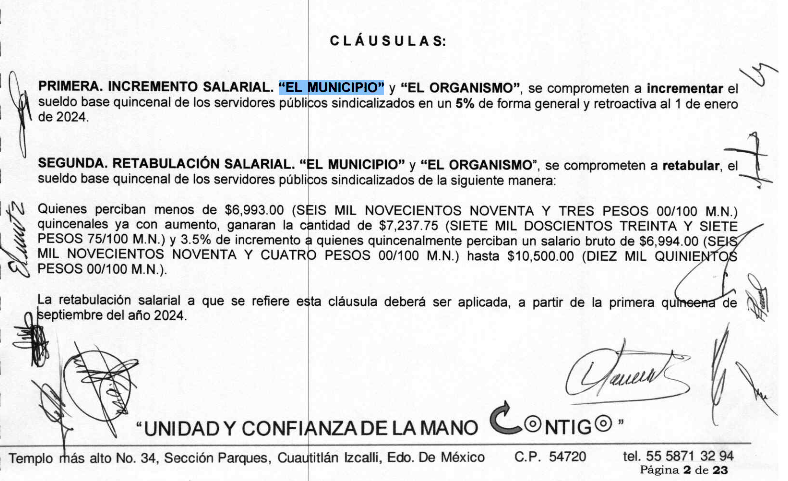 CLÁUSULAS:
PRIMERA. INCREMENTO SALARIAL. “EL MUNICIPIO” y “EL ORGANISMO”, se comprometen a incrementar el
sueldo base quincenal de los servidores públicos sindicalizados en un 5% de forma general y retroactiva al 1 de enero
de 2024.
SEGUNDA. RETABULACIÓN SALARIAL. “EL MUNICIPIO” y “EL ORGANISMO”, se comprometen a retabular, el
sueldo base quincenal de los servidores públicos sindicalizados de la siguiente manera:
Quienes perciban menos de $6,993.00 (SEIS MIL NOVECIENTOS NOVENTA Y TRES PESOS 00/100 M.N.)
quincenales ya con aumento, ganaran la cantidad de $7,237.75 (SIETE MIL DOSCIENTOS TREINTA Y SIETE
PESOS 75/100 M.N.) y 3.5% de incremento a quienes quincenalmente perciban un salario bruto de $6,994.00 (SEIS
MIL NOVECIENTOS NOVENTA Y CUATRO PESOS 00/100 M.N.) hasta $10,500.00 (DIEZ MIL QUINIENTOS
PESOS 00/100 M.N.).
La retabulación salarial a que se refiere esta cláusula deberá ser aplicada, a partir de la primera quincena de
septiembre del año 2024.
“UNIDAD Y CONFIANZA DE LA MANO CONTIGO”
Templo más alto No. 34, Sección Parques, Cuautitlán Izcalli, Edo. De México C.P. 54720 tel. 55 5871 32 94
Página 2 de 23